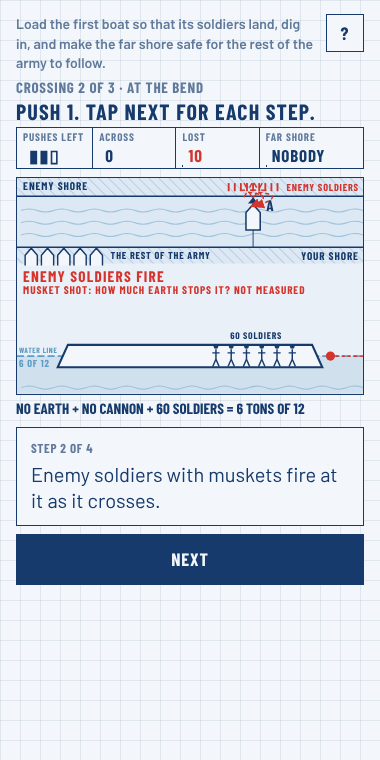 Load the first boat so that its soldiers land, dig
in, and make the far shore safe for the rest of the
army to follow.
?
CROSSING 2 OF 3 · AT THE BEND
PUSH 1. TAP NEXT FOR EACH STEP.
PUSHES LEFT
ACROSS
0
LOST
10
FAR SHORE
NOBODY
ENEMY SHORE
ENEMY SOLDIERS
A
THE REST OF THE ARMY
YOUR SHORE
ENEMY SOLDIERS FIRE
MUSKET SHOT: HOW MUCH EARTH STOPS IT? NOT MEASURED
60 SOLDIERS
WATER LINE
6 OF 12
NO EARTH + NO CANNON + 60 SOLDIERS = 6 TONS OF 12
STEP 2 OF 4
Enemy soldiers with muskets fire at
it as it crosses.
NEXT